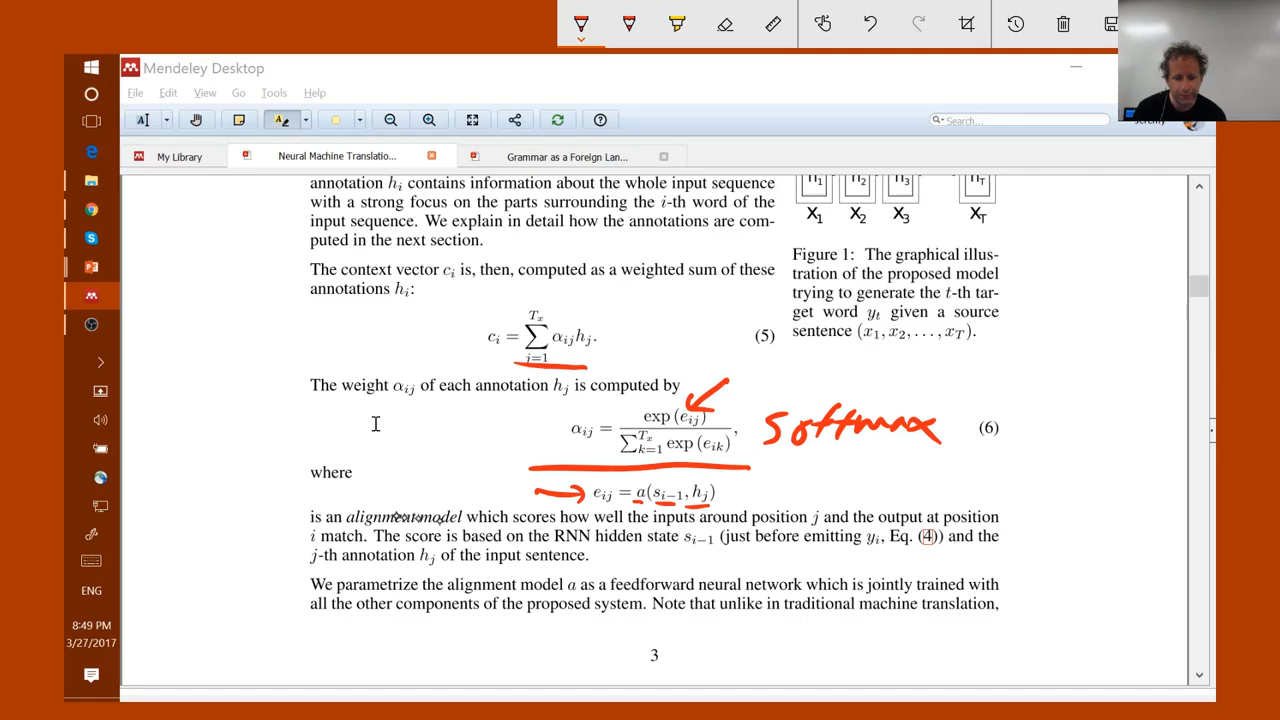 Mendeley Desktop
File Edit View Go Tools Help
Search...
My Library
Neural Machine Translatio...
Grammar as a Foreign Lan...
annotation h_i contains information about the whole input sequence
with a strong focus on the parts surrounding the i-th word of the
input sequence. We explain in detail how the annotations are com-
puted in the next section.
The context vector c_i is, then, computed as a weighted sum of these
annotations h_i:
c_i = \sum_{j=1}^{T_x} α_{ij} h_j. (5)
h_1 h_2 h_3 h_T
X_1 X_2 X_3 X_T
Figure 1: The graphical illus-
tration of the proposed model
trying to generate the t-th tar-
get word y_t given a source
sentence (x_1, x_2, . . . , x_T).
The weight α_{ij} of each annotation h_j is computed by
α_{ij} = exp (e_{ij}) / \sum_{k=1}^{T_x} exp (e_{ik}), (6)
softmax
where
e_{ij} = a(s_{i−1}, h_j)
is an alignment model which scores how well the inputs around position j and the output at position
i match. The score is based on the RNN hidden state s_{i−1} (just before emitting y_i, Eq. (4)) and the
j-th annotation h_j of the input sentence.
We parametrize the alignment model a as a feedforward neural network which is jointly trained with
all the other components of the proposed system. Note that unlike in traditional machine translation,
3
ENG
8:49 PM
3/27/2017